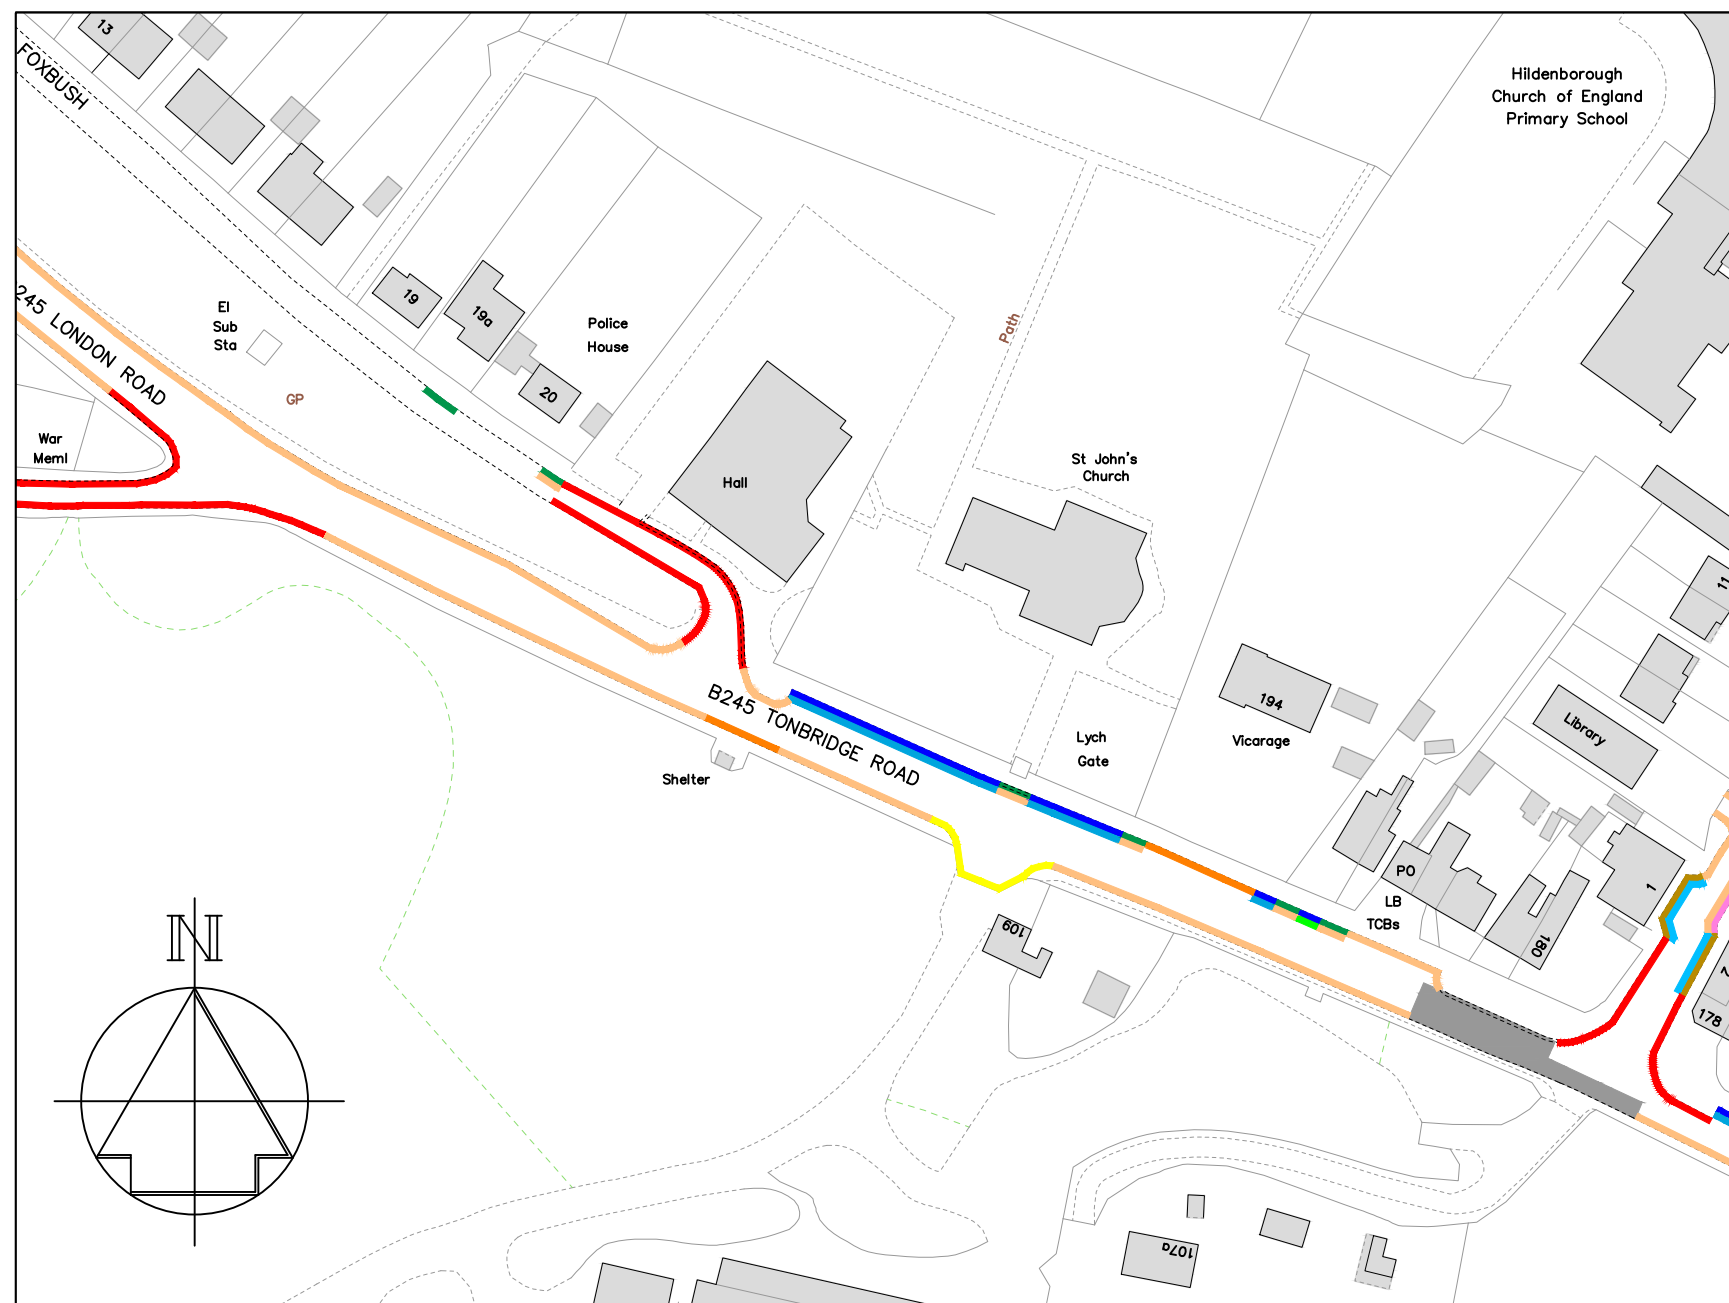 13
FOXBUSH
Hildenborough
Church of England
Primary School
245 LONDON ROAD
El
Sub
Sta
GP
War
Meml
19
19a
20
Police
House
Hall
Path
St John's
Church
11
194
Vicarage
Library
Lych
Gate
B245 TONBRIDGE ROAD
Shelter
PO
LB
TCBs
180
1
2
178
109
107a
N